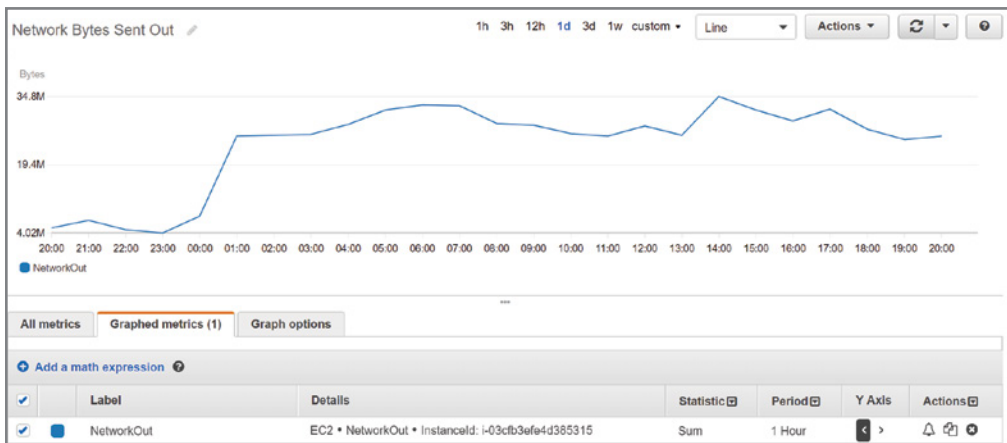 Network Bytes Sent Out
1h 3h 12h 1d 3d 1w custom
Line
Actions
Bytes
34.8M
19.4M
4.02M
20:00 21:00 22:00 23:00 00:00 01:00 02:00 03:00 04:00 05:00 06:00 07:00 08:00 09:00 10:00 11:00 12:00 13:00 14:00 15:00 16:00 17:00 18:00 19:00 20:00
NetworkOut
All metrics Graphed metrics (1) Graph options
Add a math expression
Label Details Statistic Period Y Axis Actions
NetworkOut EC2 • NetworkOut • InstanceId: i-03cfb3efe4d385315 Sum 1 Hour < >